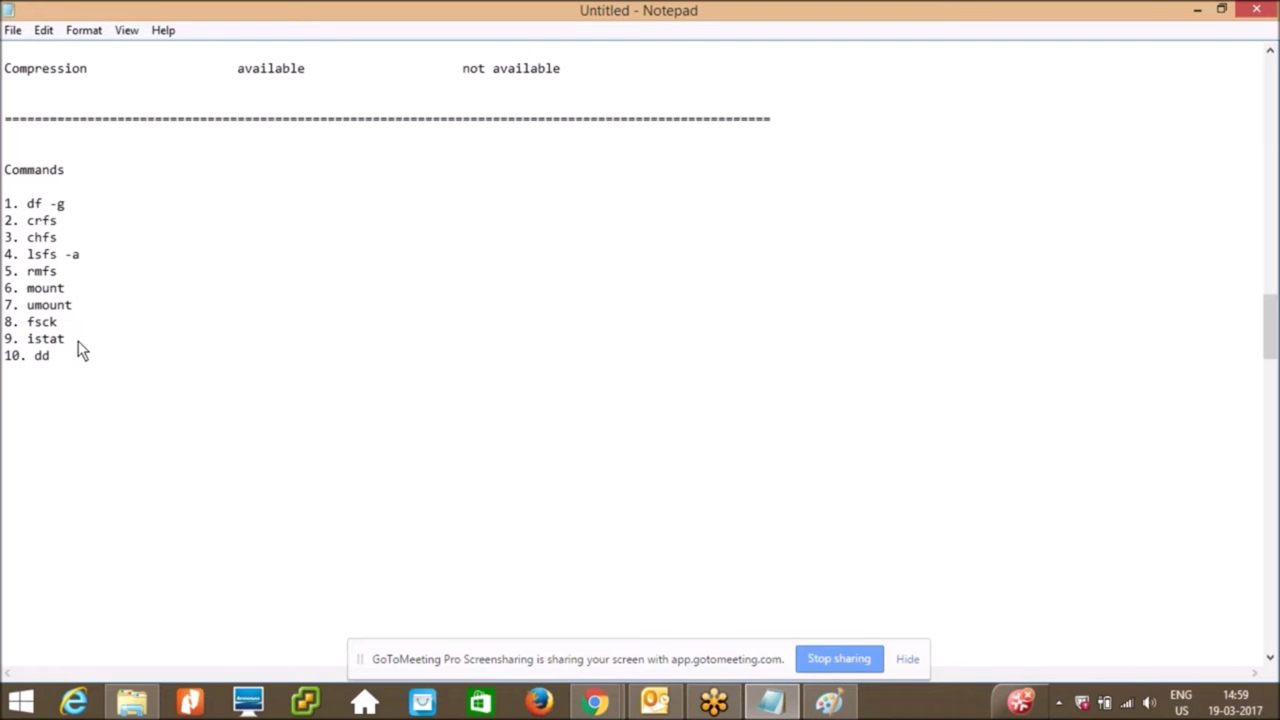 Untitled - Notepad
File Edit Format View Help
Compression available not available
======================================================================================================
Commands
1. df -g
2. crfs
3. chfs
4. lsfs -a
5. rmfs
6. mount
7. umount
8. fsck
9. istat
10. dd
GoToMeeting Pro Screensharing is sharing your screen with app.gotomeeting.com. Stop sharing Hide
ENG 14:59
US 19-03-2017